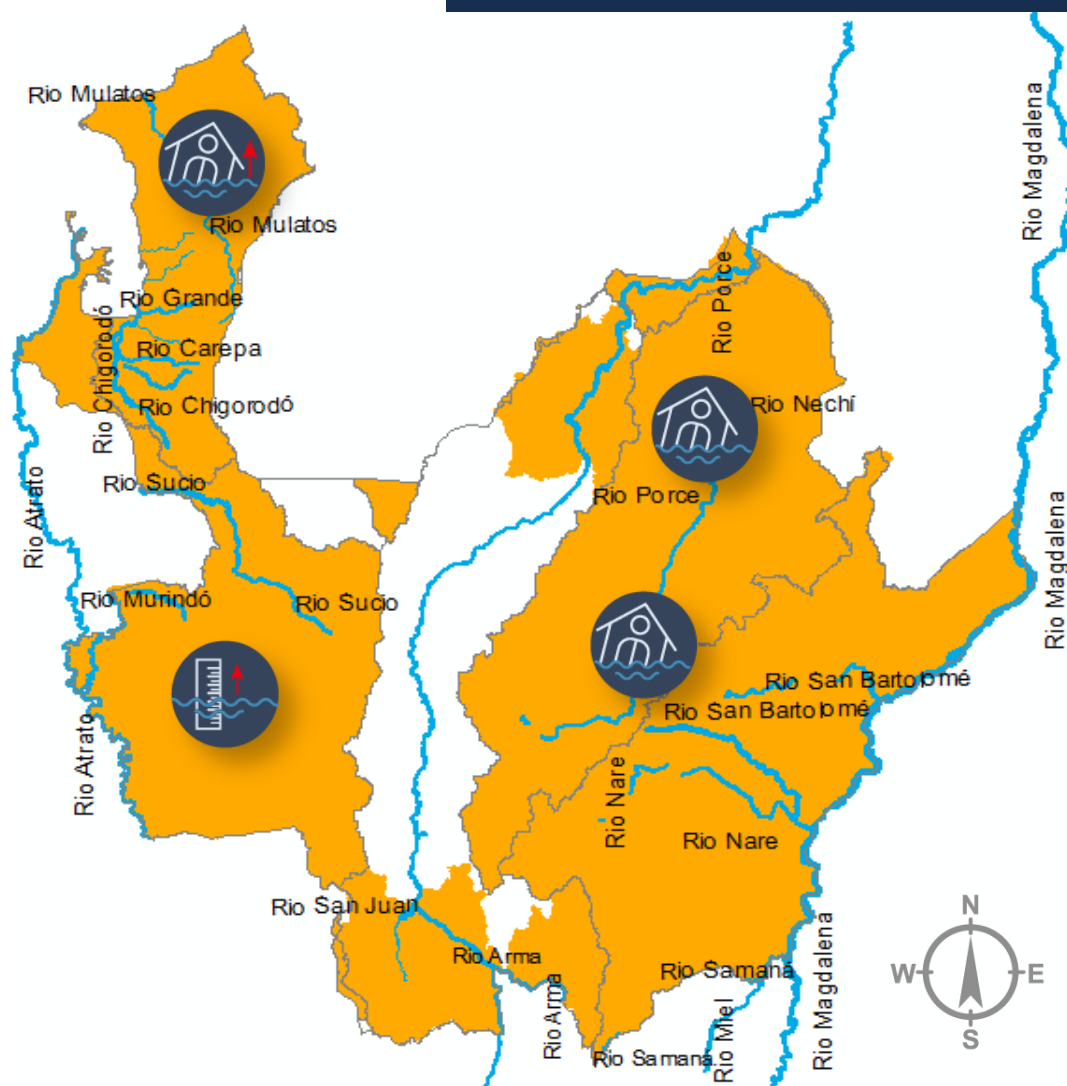 Rio Mulatos
Rio Magdalena
Rio Mulatos
Rio Porce
Rio Grande
Rio Chigorodó
Rio Carepa
Rio Nechí
Rio Chigorodó
Rio Sucio
Rio Porce
Rio Atrato
Rio Magdalena
Rio Murindó
Rio Sucio
Rio San Bartolomé
Rio San Bartolomé
Rio Atrato
Rio Nare
Rio Nare
Rio San Juan
N
Rio Arma
Rio Samaná
W
E
Rio Magdalena
Rio Arma
Rio Miel
S
Rio Samaná